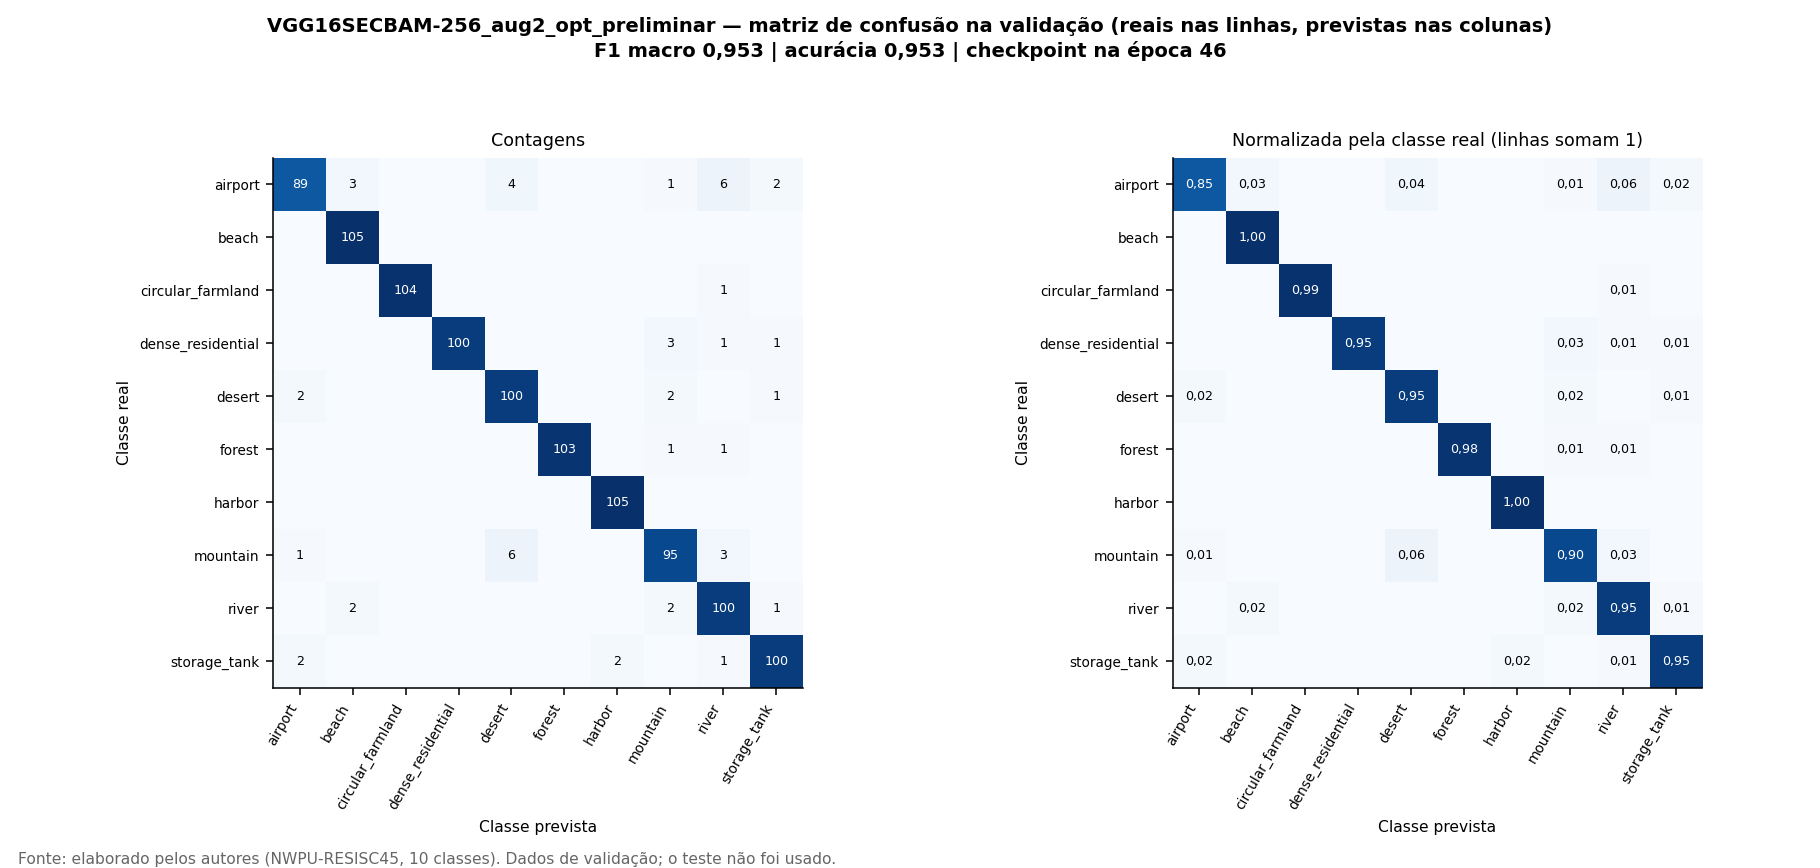 VGG16SECBAM-256_aug2_opt_preliminar — matriz de confusão na validação (reais nas linhas, previstas nas colunas)
F1 macro 0,953 | acurácia 0,953 | checkpoint na época 46
Contagens
airport 89 3 4 1 6 2
beach 105
circular_farmland 104 1
dense_residential 100 3 1 1
desert 2 100 2 1
forest 103 1 1
harbor 105
mountain 1 6 95 3
river 2 2 100 1
storage_tank 2 2 1 100
Classe real
airport
beach
circular_farmland
dense_residential
desert
forest
harbor
mountain
river
storage_tank
Classe prevista
Normalizada pela classe real (linhas somam 1)
airport 0,85 0,03 0,04 0,01 0,06 0,02
beach 1,00
circular_farmland 0,99 0,01
dense_residential 0,95 0,03 0,01 0,01
desert 0,02 0,95 0,02 0,01
forest 0,98 0,01 0,01
harbor 1,00
mountain 0,01 0,06 0,90 0,03
river 0,02 0,02 0,95 0,01
storage_tank 0,02 0,02 0,01 0,95
Classe real
airport
beach
circular_farmland
dense_residential
desert
forest
harbor
mountain
river
storage_tank
Classe prevista
Fonte: elaborado pelos autores (NWPU-RESISC45, 10 classes). Dados de validação; o teste não foi usado.